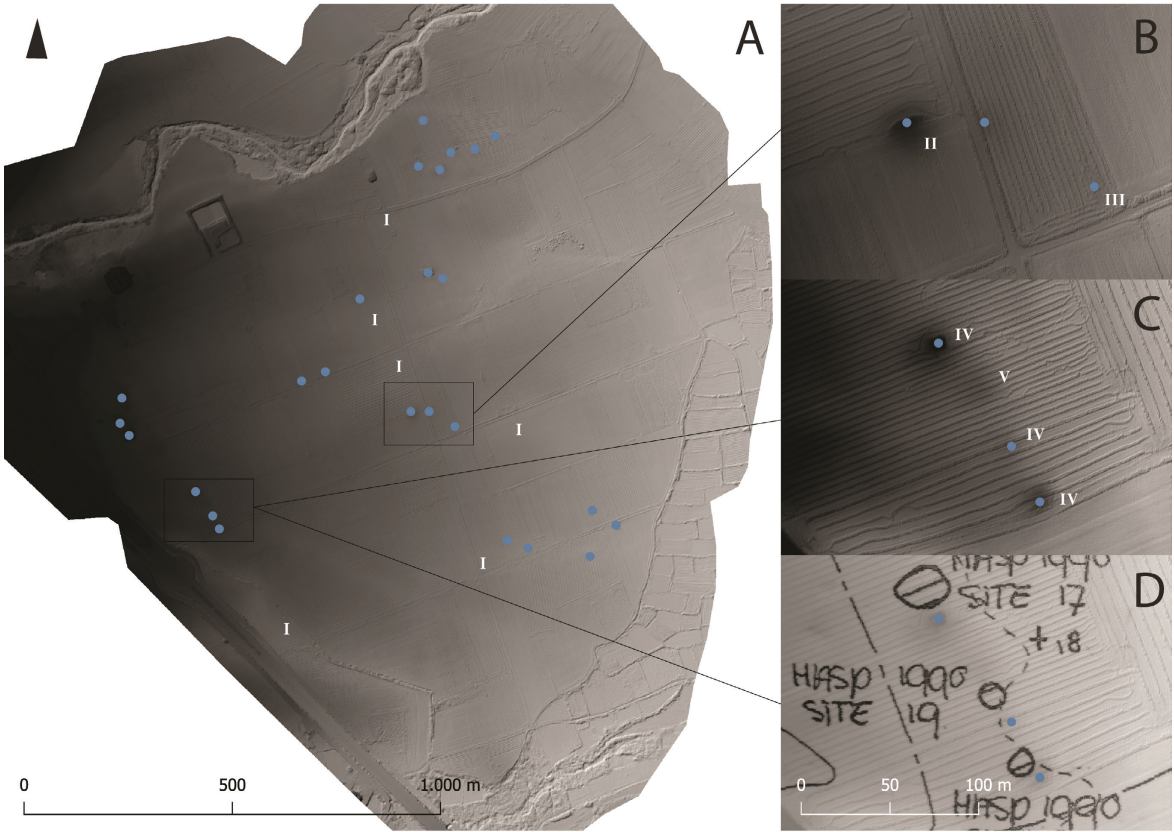 A
I
I
I
I
I
I
0 500 1.000 m
B
II
III
C
IV
V
IV
IV
D
HASP 1990
SITE 17
+ 18
HASP 1990
SITE 19
0 50 100 m
HASP 1990